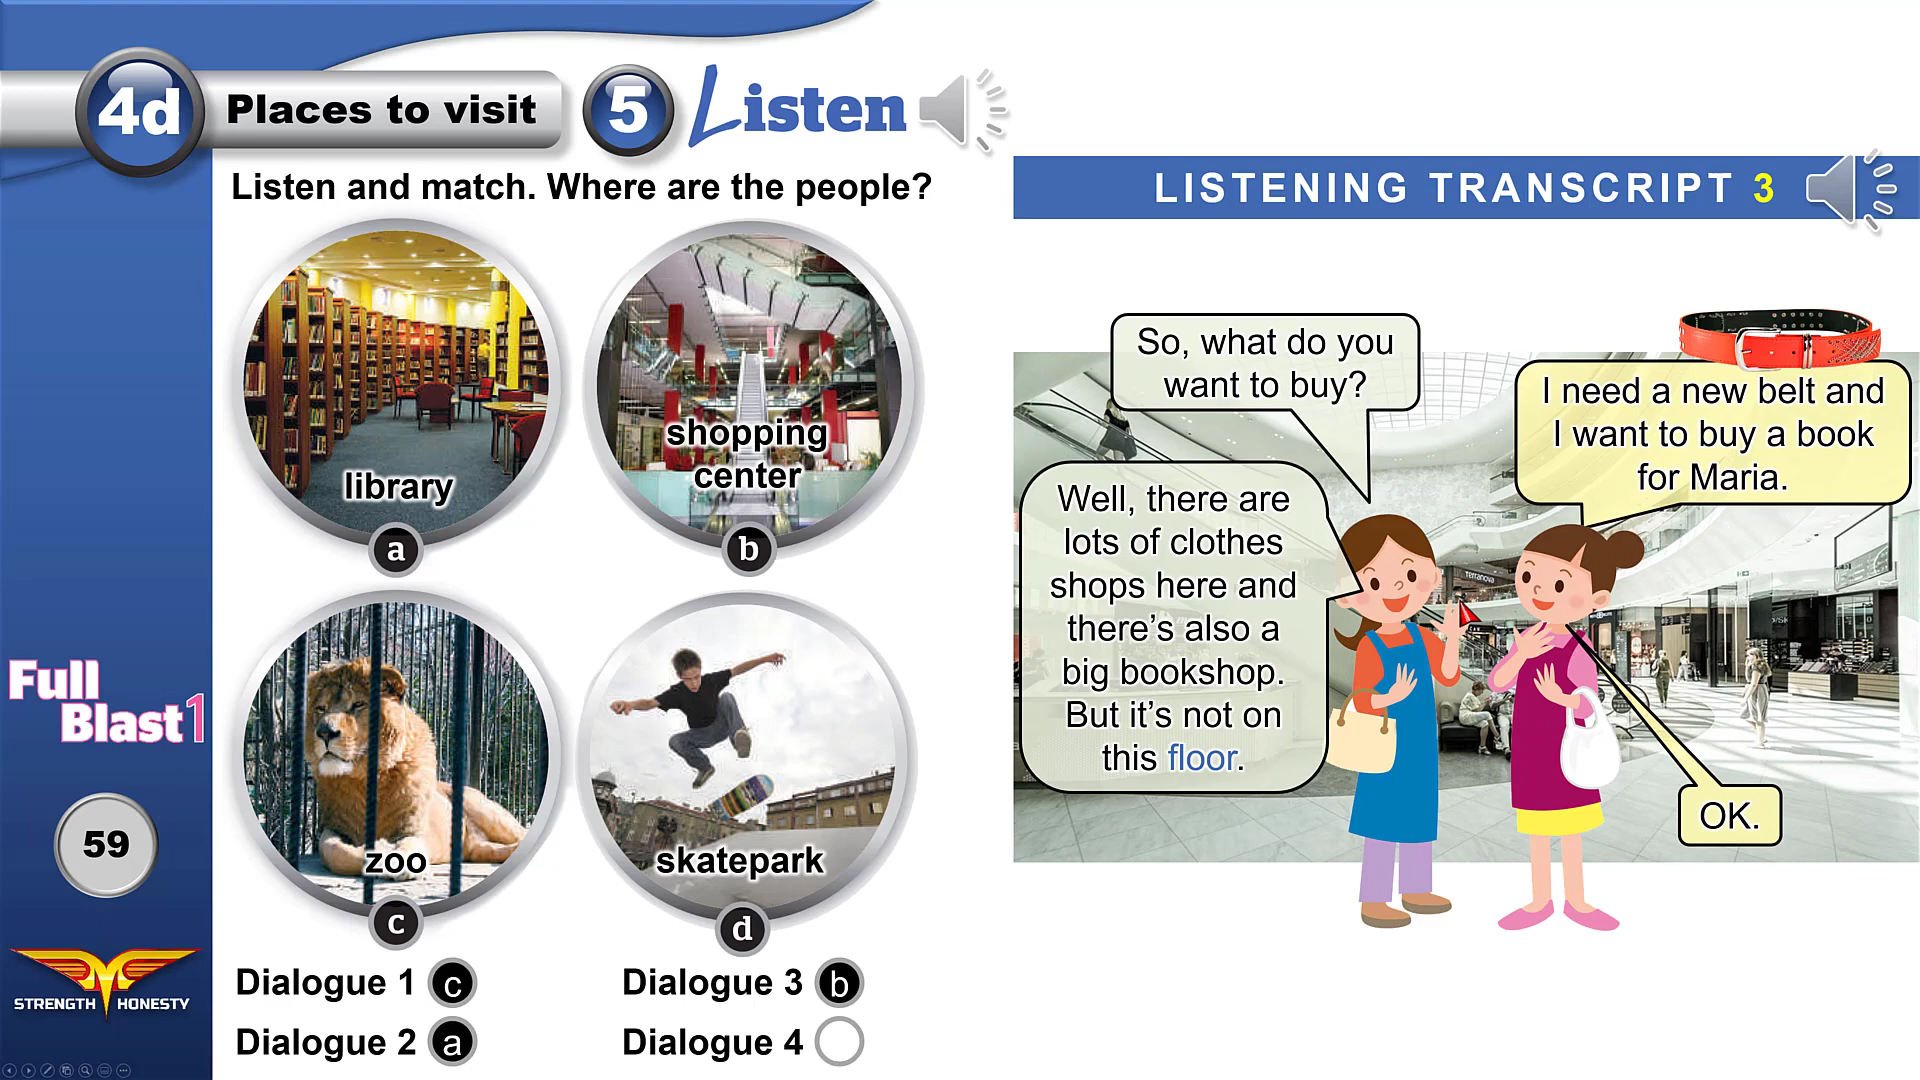 4d
Places to visit
5
Listen
Listen and match. Where are the people?
library
a
shopping
center
b
zoo
c
skatepark
d
Dialogue 1 c
Dialogue 2 a
Dialogue 3 b
Dialogue 4
Full
Blast 1
59
STRENGTH HONESTY
LISTENING TRANSCRIPT 3
So, what do you
want to buy?
I need a new belt and
I want to buy a book
for Maria.
Well, there are
lots of clothes
shops here and
there's also a
big bookshop.
But it's not on
this floor.
OK.
terranova